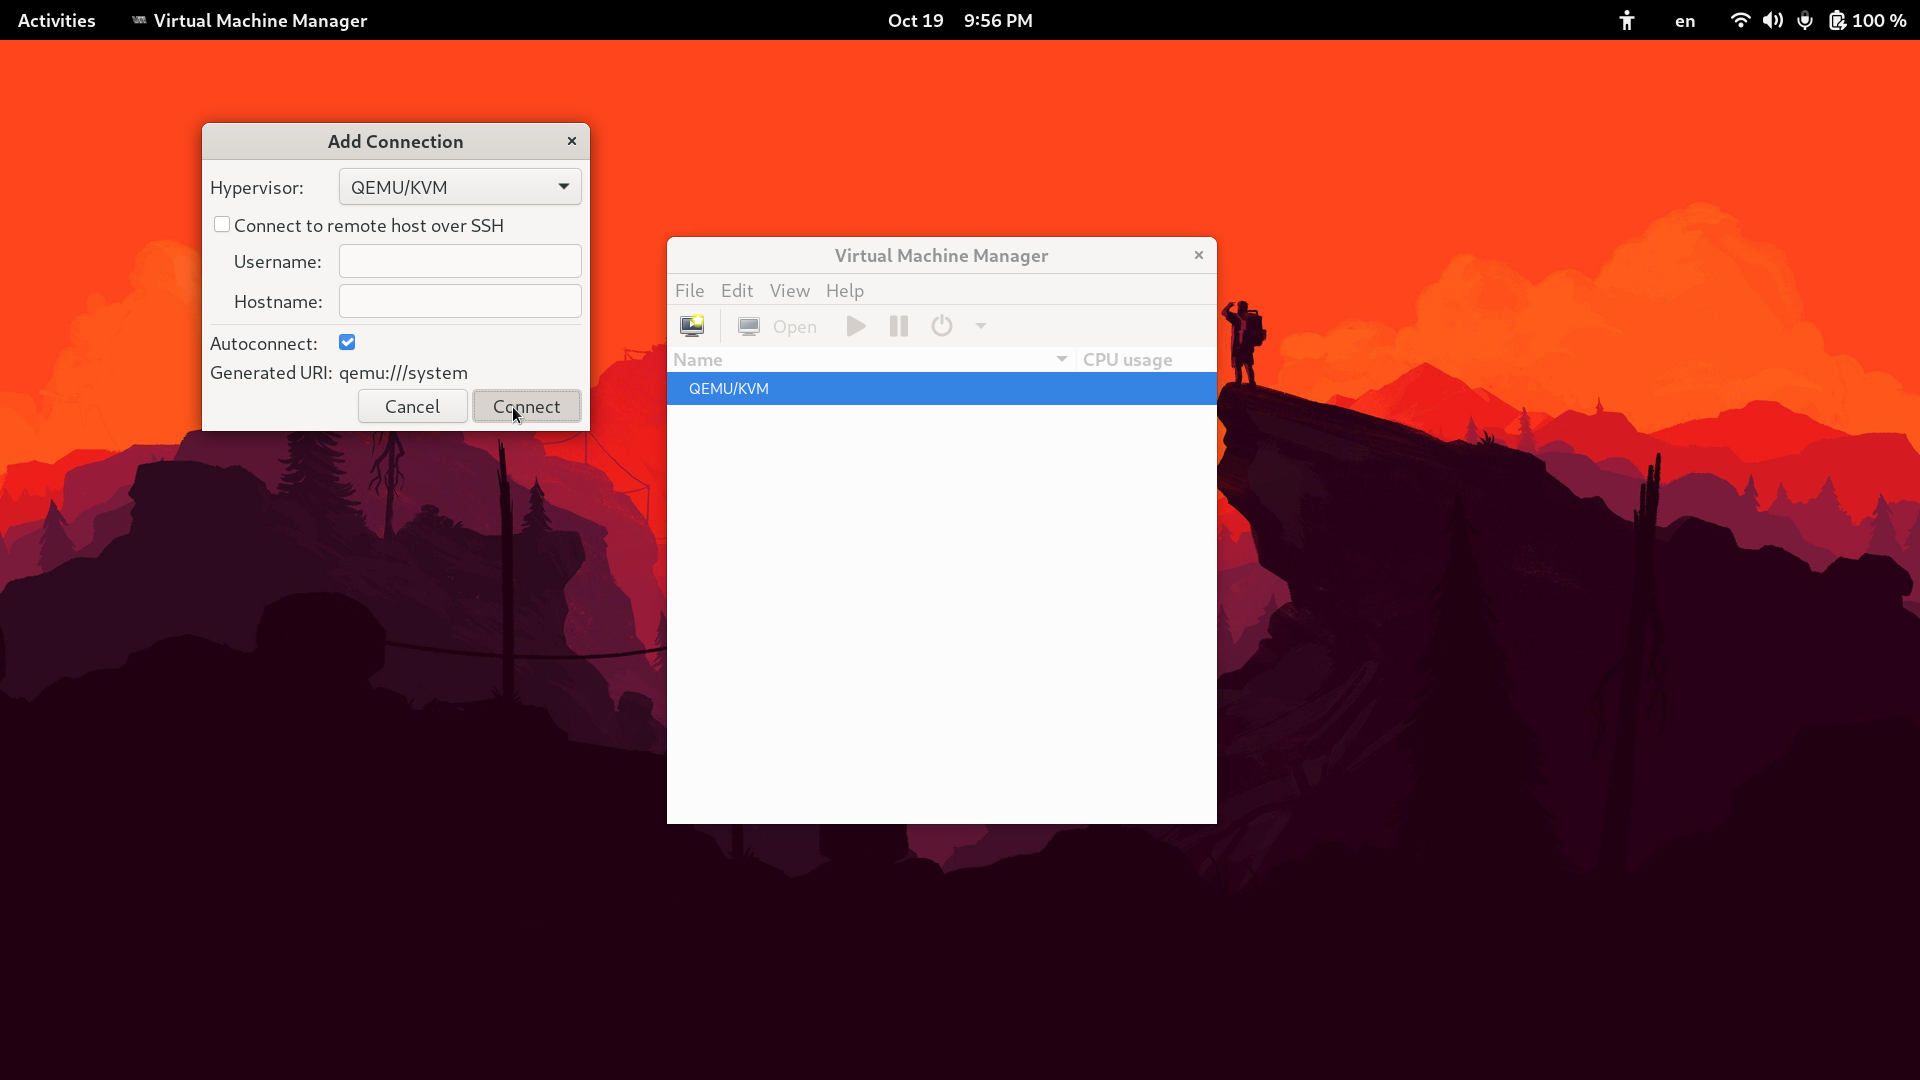 Activities Virtual Machine Manager Oct 19 9:56 PM en 100 %
Add Connection ×
Hypervisor: QEMU/KVM
Connect to remote host over SSH
Username:
Hostname:
Autoconnect:
Generated URI: qemu:///system
Cancel Connect
Virtual Machine Manager ×
File Edit View Help
Open
Name CPU usage
QEMU/KVM